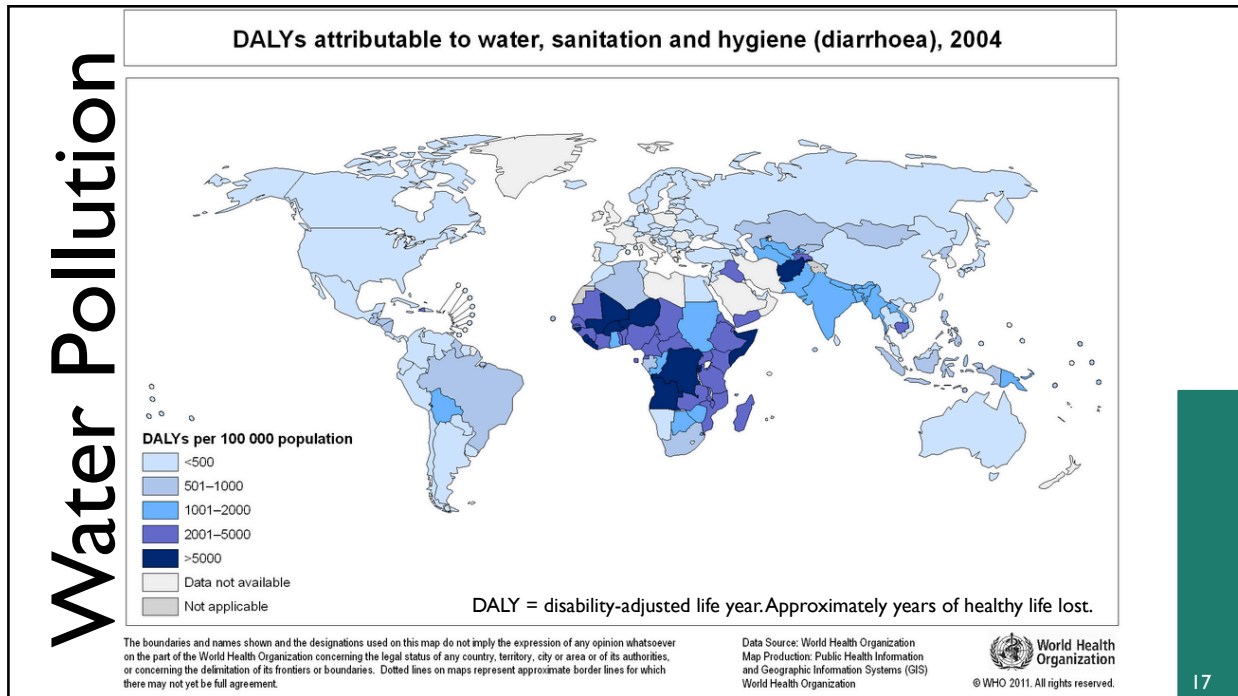 Water Pollution
DALYs attributable to water, sanitation and hygiene (diarrhoea), 2004
DALYs per 100 000 population
<500
501–1000
1001–2000
2001–5000
>5000
Data not available
Not applicable
DALY = disability-adjusted life year. Approximately years of healthy life lost.
The boundaries and names shown and the designations used on this map do not imply the expression of any opinion whatsoever
on the part of the World Health Organization concerning the legal status of any country, territory, city or area or of its authorities,
or concerning the delimitation of its frontiers or boundaries. Dotted lines on maps represent approximate border lines for which
there may not yet be full agreement.
Data Source: World Health Organization
Map Production: Public Health Information
and Geographic Information Systems (GIS)
World Health Organization
World Health
Organization
© WHO 2011. All rights reserved.
17